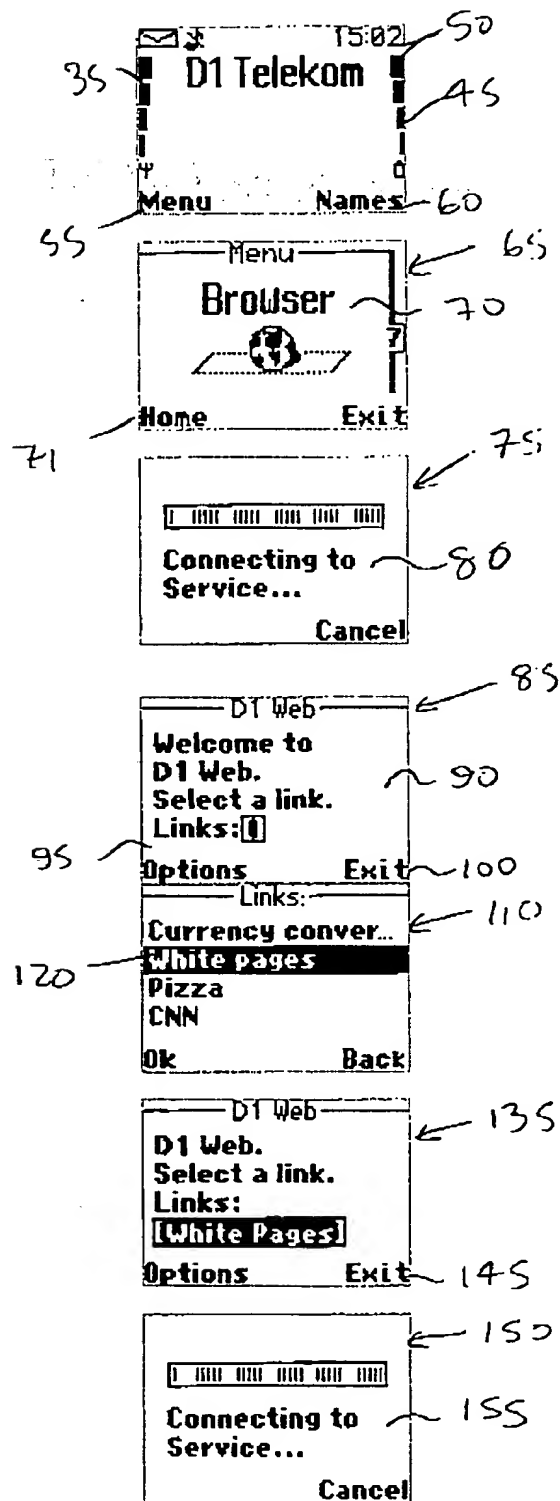 15:02 50
35 D1 Telekom 45
Menu Names 60
55
Menu 65
Browser 70
7
71 Home Exit
75
Connecting to 80
Service...
Cancel
D1 Web 85
Welcome to
D1 Web. 90
Select a link.
95 Links:
Options Exit 100
Links: 110
Currency conver...
120 White pages
Pizza
CNN
Ok Back
D1 Web 135
D1 Web.
Select a link.
Links:
[White Pages]
Options Exit 145
150
Connecting to 155
Service...
Cancel